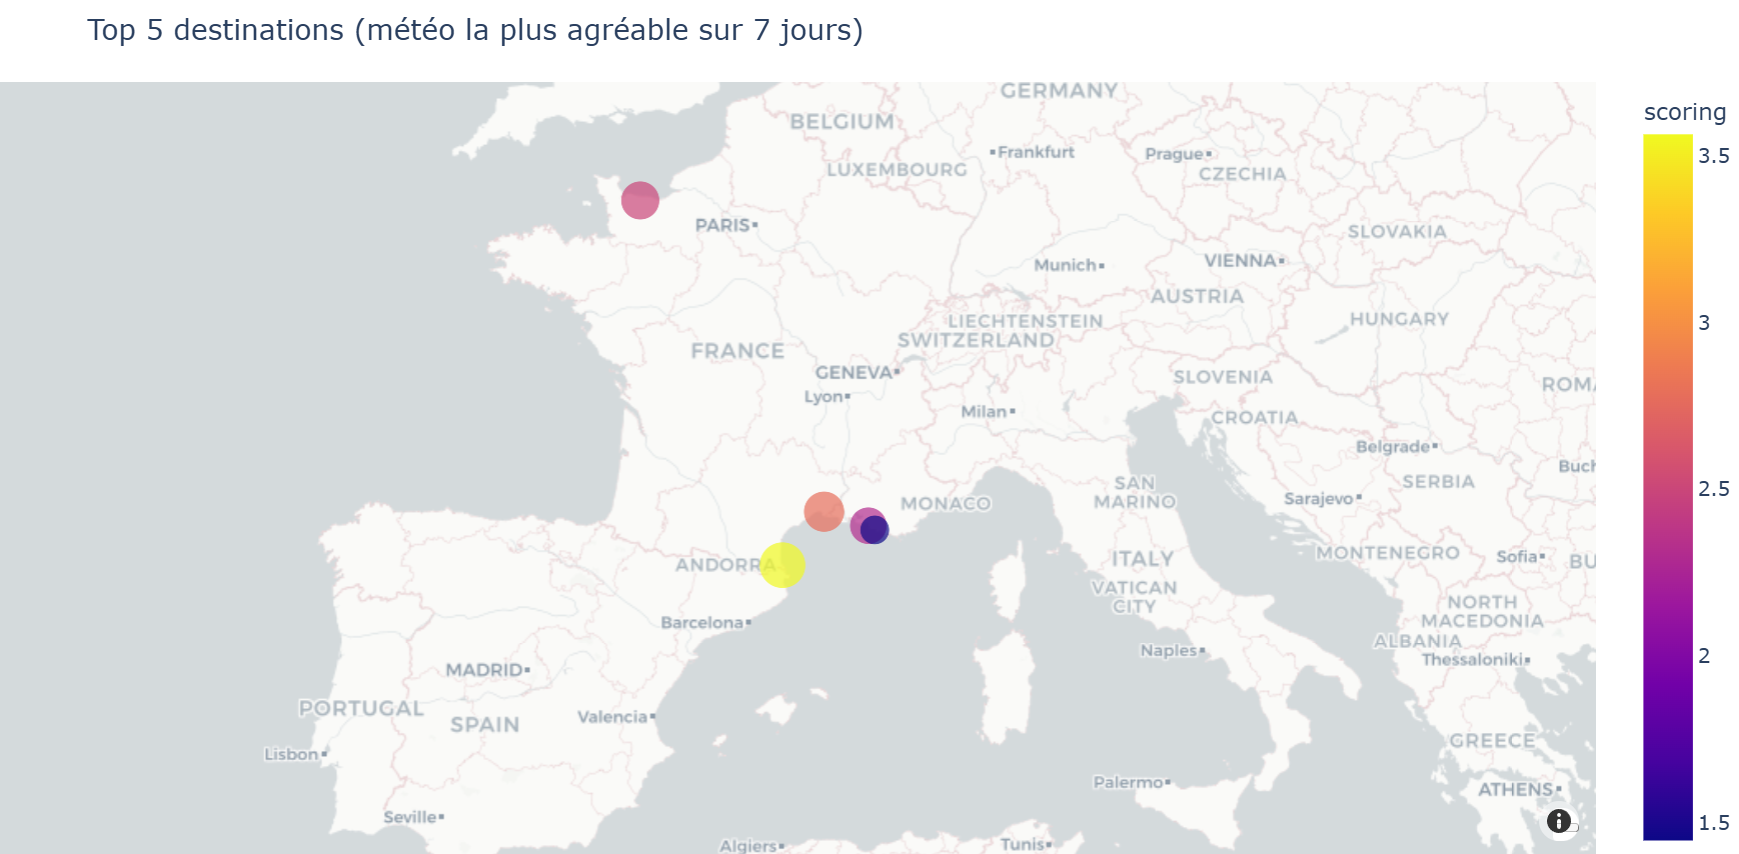 Top 5 destinations (météo la plus agréable sur 7 jours)
scoring
3.5
3
2.5
2
1.5
GERMANY
BELGIUM
Frankfurt
Prague
LUXEMBOURG
CZECHIA
PARIS
SLOVAKIA
Munich
VIENNA
AUSTRIA
LIECHTENSTEIN
HUNGARY
SWITZERLAND
FRANCE
GENEVA
SLOVENIA
ROMA
Lyon
Milan
CROATIA
Belgrade
Buch
SAN
MARINO
SERBIA
MONACO
Sarajevo
MONTENEGRO
Sofia
BU
ITALY
ANDORRA
VATICAN
CITY
NORTH
MACEDONIA
Barcelona
ALBANIA
Naples
Thessaloniki
MADRID
PORTUGAL
SPAIN
Valencia
GREECE
Lisbon
Palermo
ATHENS
Seville
Algiers
Tunis